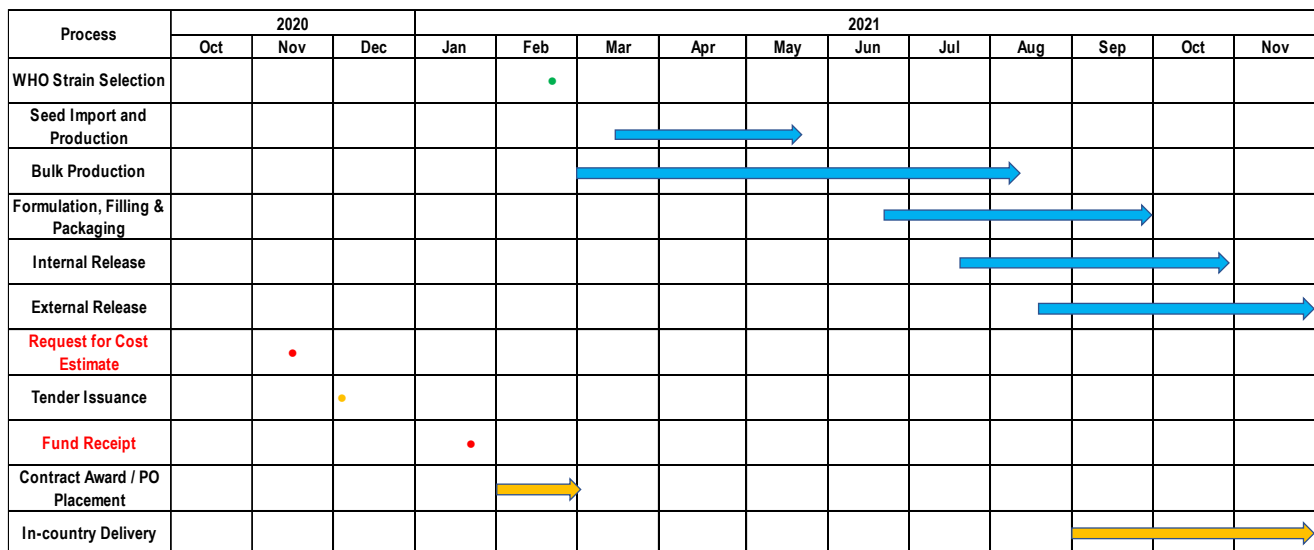 Process
2020
2021
Oct Nov Dec Jan Feb Mar Apr May Jun Jul Aug Sep Oct Nov
WHO Strain Selection
Seed Import and
Production
Bulk Production
Formulation, Filling &
Packaging
Internal Release
External Release
Request for Cost
Estimate
Tender Issuance
Fund Receipt
Contract Award / PO
Placement
In-country Delivery